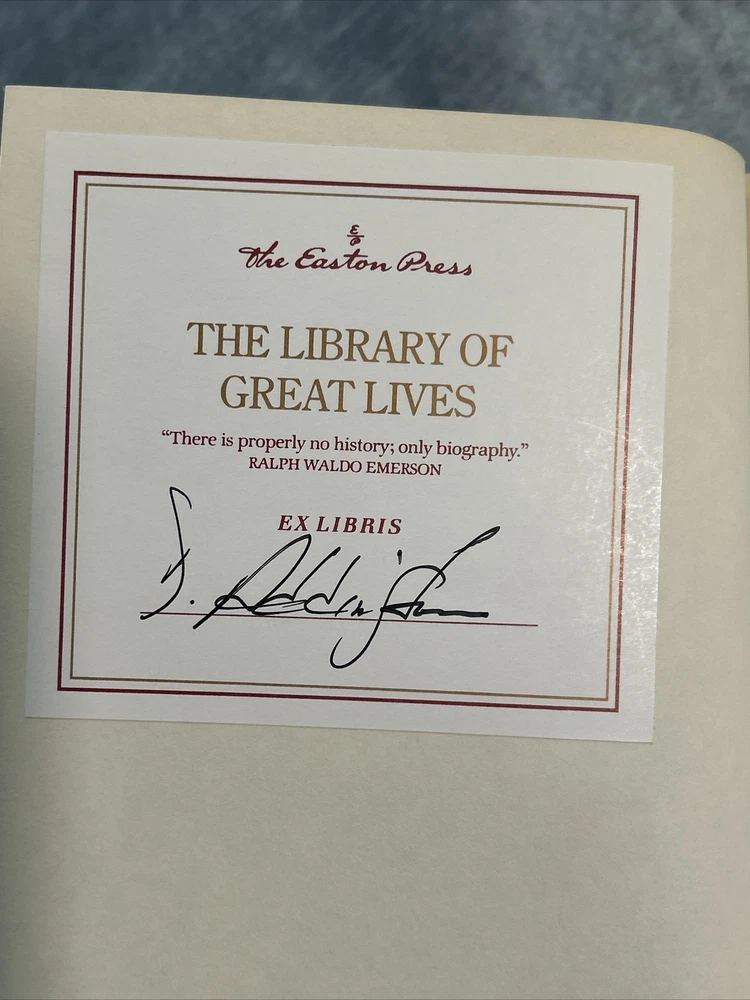 E/P
The Easton Press
THE LIBRARY OF
GREAT LIVES
“There is properly no history; only biography.”
RALPH WALDO EMERSON
EX LIBRIS
Addington